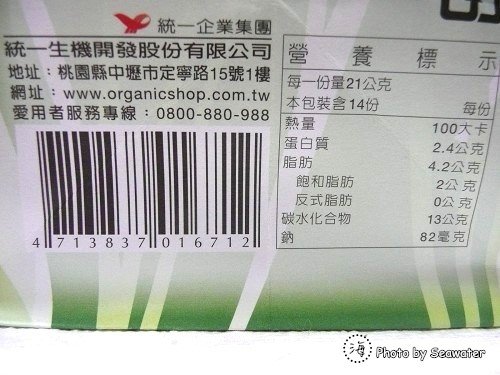 統一企業集團
統一生機開發股份有限公司
地址：桃園縣中壢市定寧路15號1樓
網址：www.organicshop.com.tw
愛用者服務專線：0800-880-988
4 713837 016712
營養標示
每一份量21公克
本包裝含14份 每份
熱量 100大卡
蛋白質 2.4公克
脂肪 4.2公克
飽和脂肪 2公克
反式脂肪 0公克
碳水化合物 13公克
鈉 82毫克
海 Photo by Seawater